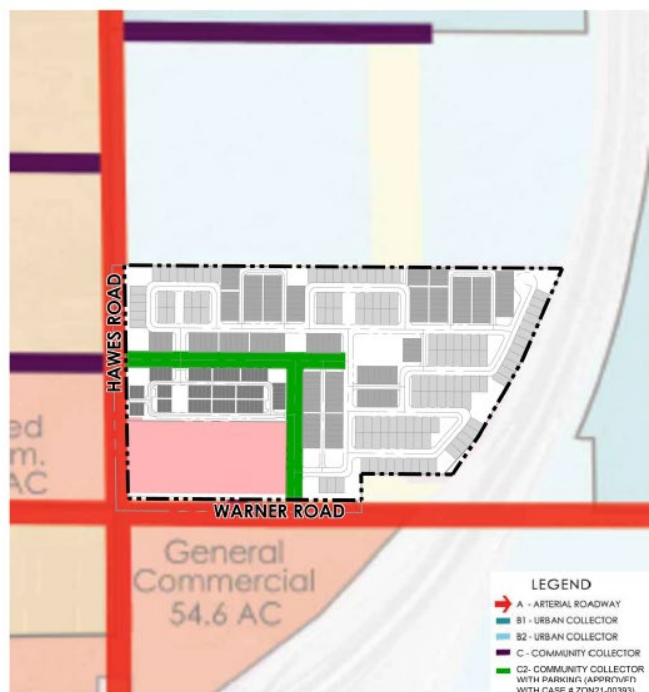 HAWES ROAD
ed
m.
AC
WARNER ROAD
General
Commercial
54.6 AC
LEGEND
A - ARTERIAL ROADWAY
B1 - URBAN COLLECTOR
B2 - URBAN COLLECTOR
C - COMMUNITY COLLECTOR
C2- COMMUNITY COLLECTOR
WITH PARKING (APPROVED
WITH CASE # ZON21-00393)